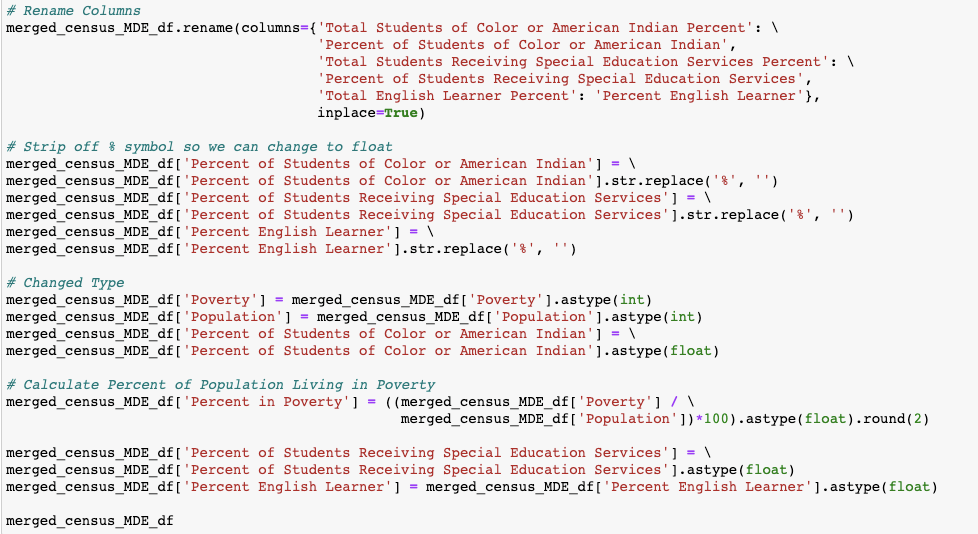 # Rename Columns
merged_census_MDE_df.rename(columns={'Total Students of Color or American Indian Percent': \
                                     'Percent of Students of Color or American Indian',
                                     'Total Students Receiving Special Education Services Percent': \
                                     'Percent of Students Receiving Special Education Services',
                                     'Total English Learner Percent': 'Percent English Learner'},
                                     inplace=True)

# Strip off % symbol so we can change to float
merged_census_MDE_df['Percent of Students of Color or American Indian'] = \
merged_census_MDE_df['Percent of Students of Color or American Indian'].str.replace('%', '')
merged_census_MDE_df['Percent of Students Receiving Special Education Services'] = \
merged_census_MDE_df['Percent of Students Receiving Special Education Services'].str.replace('%', '')
merged_census_MDE_df['Percent English Learner'] = \
merged_census_MDE_df['Percent English Learner'].str.replace('%', '')

# Changed Type
merged_census_MDE_df['Poverty'] = merged_census_MDE_df['Poverty'].astype(int)
merged_census_MDE_df['Population'] = merged_census_MDE_df['Population'].astype(int)
merged_census_MDE_df['Percent of Students of Color or American Indian'] = \
merged_census_MDE_df['Percent of Students of Color or American Indian'].astype(float)

# Calculate Percent of Population Living in Poverty
merged_census_MDE_df['Percent in Poverty'] = ((merged_census_MDE_df['Poverty'] / \
                                               merged_census_MDE_df['Population'])*100).astype(float).round(2)

merged_census_MDE_df['Percent of Students Receiving Special Education Services'] = \
merged_census_MDE_df['Percent of Students Receiving Special Education Services'].astype(float)
merged_census_MDE_df['Percent English Learner'] = merged_census_MDE_df['Percent English Learner'].astype(float)

merged_census_MDE_df